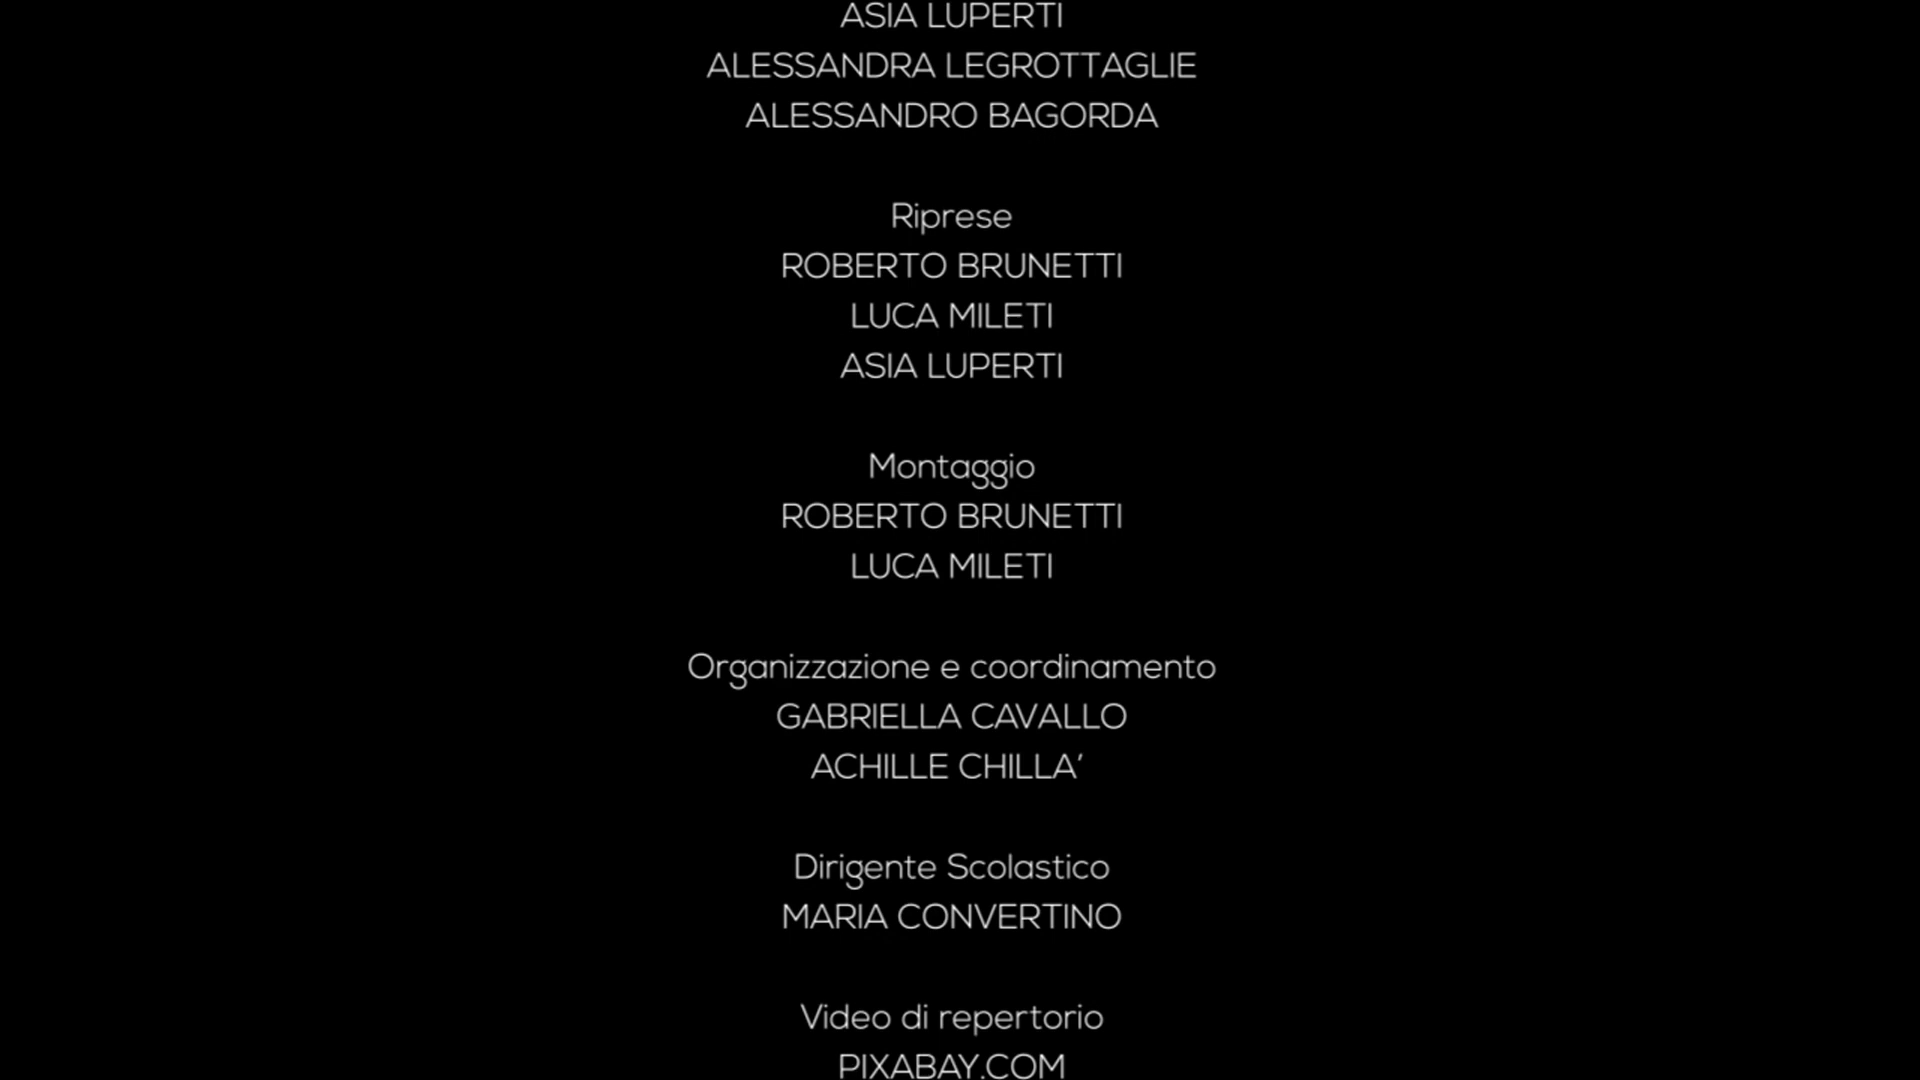 ASIA LUPERTI
ALESSANDRA LEGROTTAGLIE
ALESSANDRO BAGORDA
Riprese
ROBERTO BRUNETTI
LUCA MILETI
ASIA LUPERTI
Montaggio
ROBERTO BRUNETTI
LUCA MILETI
Organizzazione e coordinamento
GABRIELLA CAVALLO
ACHILLE CHILLA’
Dirigente Scolastico
MARIA CONVERTINO
Video di repertorio
PIXABAY.COM